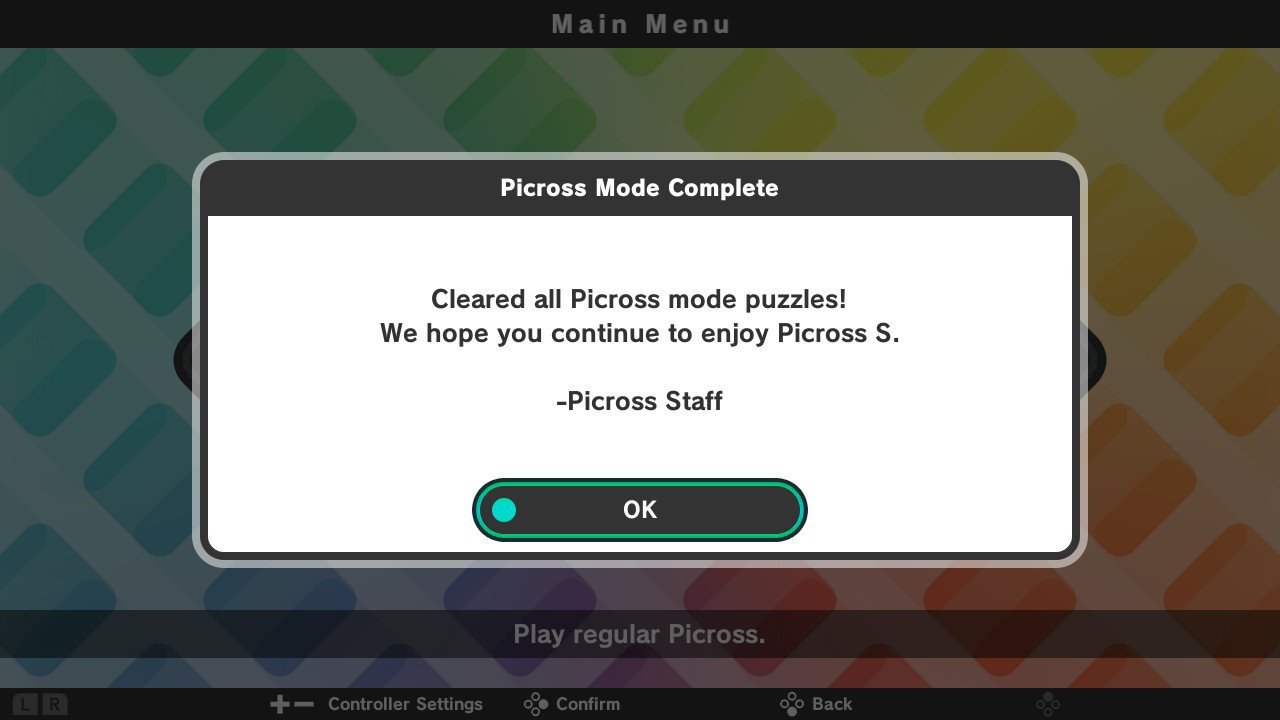 Main Menu
Picross Mode Complete
Cleared all Picross mode puzzles!
We hope you continue to enjoy Picross S.
-Picross Staff
OK
Play regular Picross.
L R Controller Settings Confirm Back